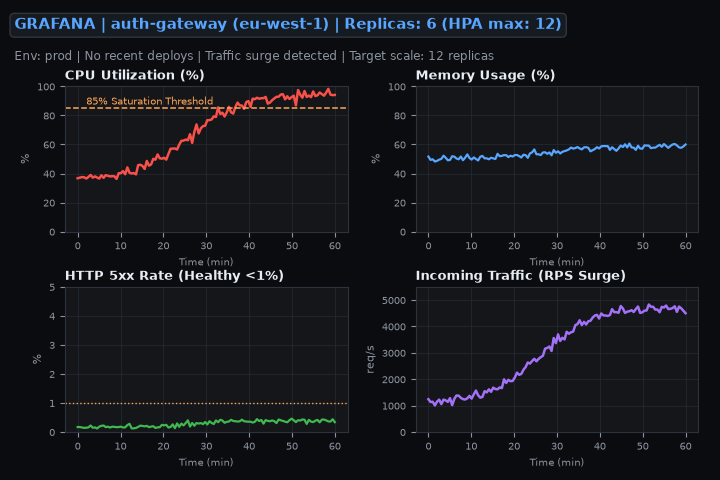 GRAFANA | auth-gateway (eu-west-1) | Replicas: 6 (HPA max: 12)
Env: prod | No recent deploys | Traffic surge detected | Target scale: 12 replicas
CPU Utilization (%)
100
80
60
40
20
0
%
85% Saturation Threshold
0 10 20 30 40 50 60
Time (min)
Memory Usage (%)
100
80
60
40
20
0
%
0 10 20 30 40 50 60
Time (min)
HTTP 5xx Rate (Healthy <1%)
5
4
3
2
1
0
%
0 10 20 30 40 50 60
Time (min)
Incoming Traffic (RPS Surge)
5000
4000
3000
2000
1000
0
req/s
0 10 20 30 40 50 60
Time (min)